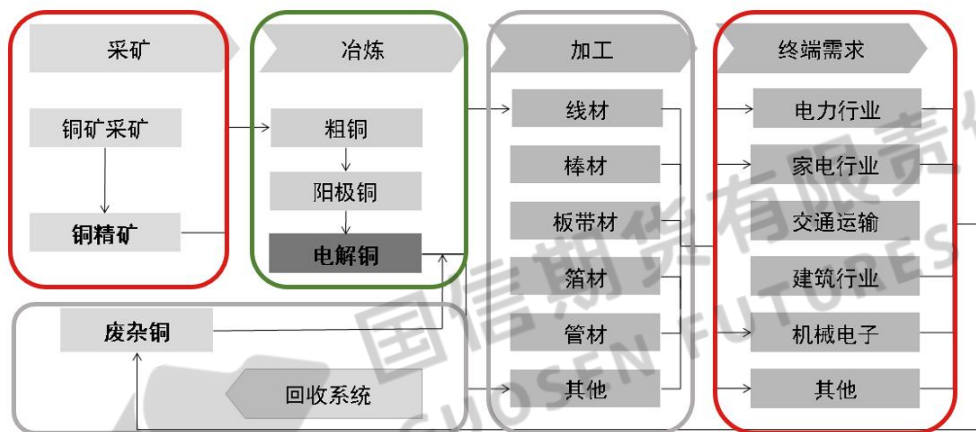 采矿
铜矿采矿
铜精矿
冶炼
粗铜
阳极铜
电解铜
加工
线材
棒材
板带材
箔材
管材
其他
终端需求
电力行业
家电行业
交通运输
建筑行业
机械电子
其他
废杂铜
回收系统
国信期货有限责任
GUOSEN FUTURES